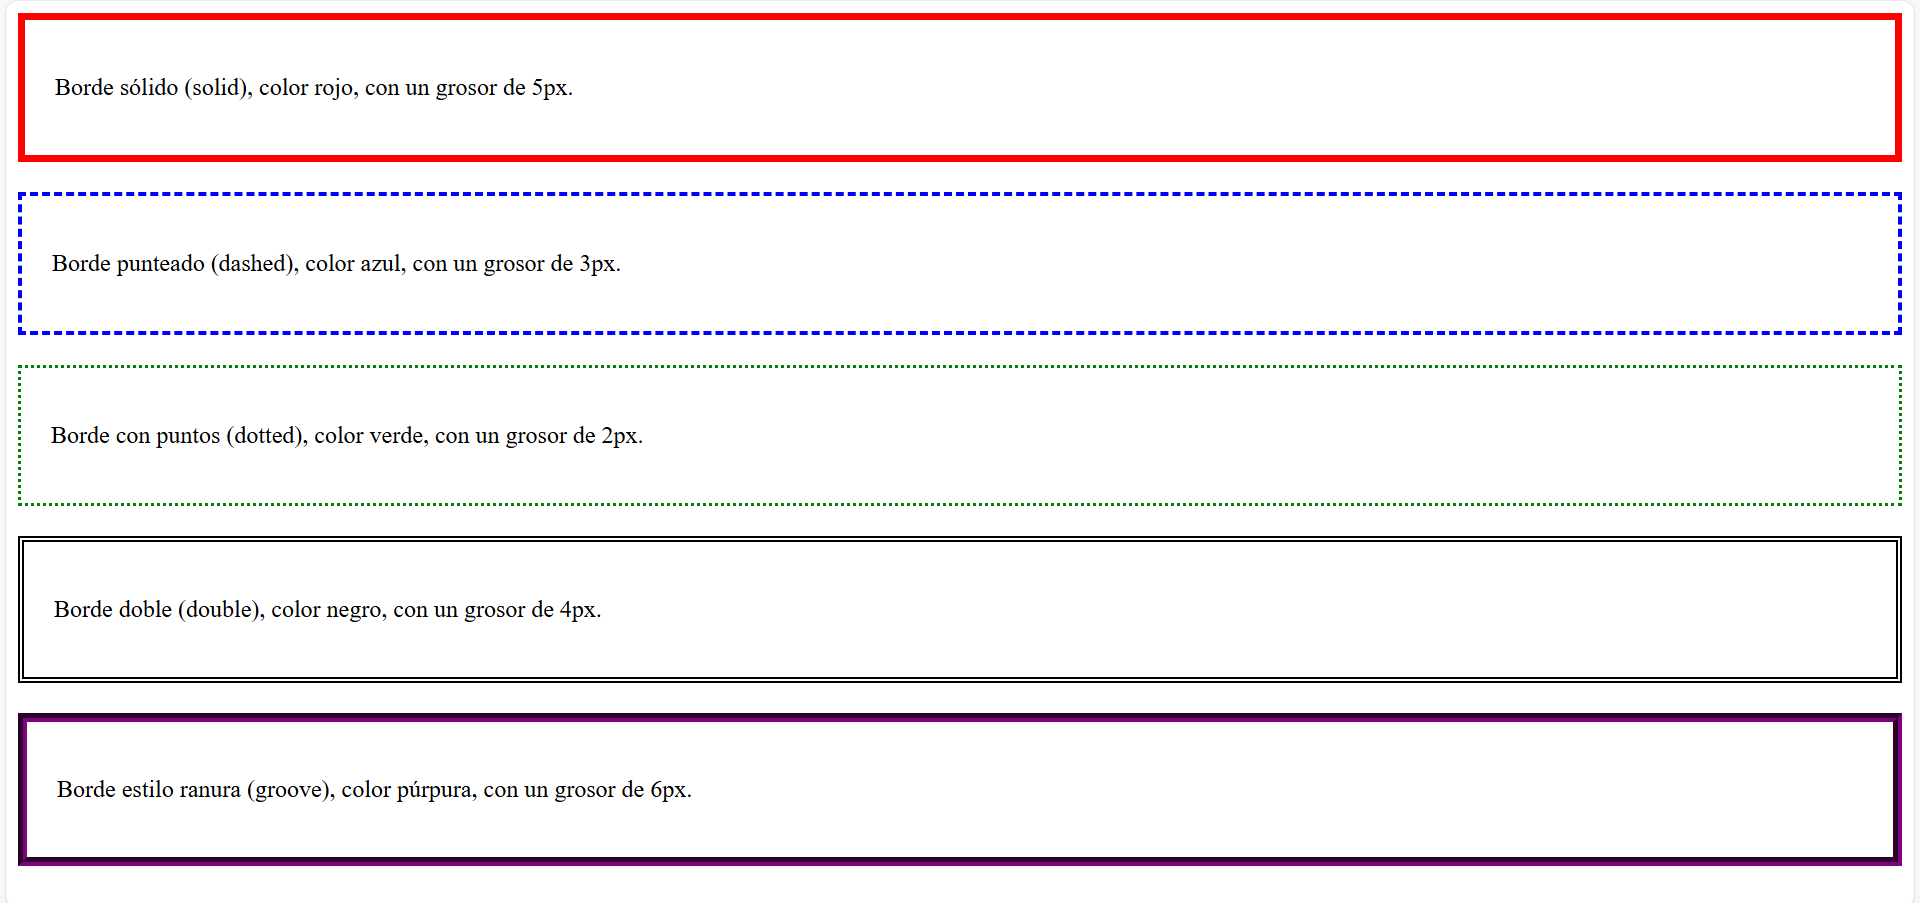 Borde sólido (solid), color rojo, con un grosor de 5px.
Borde punteado (dashed), color azul, con un grosor de 3px.
Borde con puntos (dotted), color verde, con un grosor de 2px.
Borde doble (double), color negro, con un grosor de 4px.
Borde estilo ranura (groove), color púrpura, con un grosor de 6px.